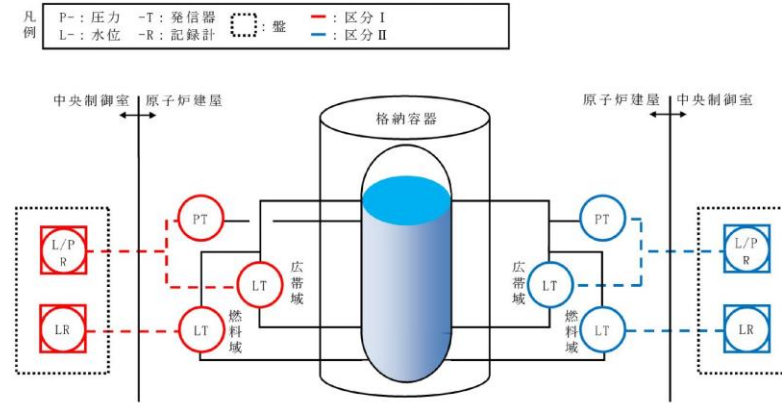 凡例
P-：圧力 -T：発信器 ：盤 ：区分Ⅰ
L-：水位 -R：記録計 ：区分Ⅱ
中央制御室 原子炉建屋 格納容器 原子炉建屋 中央制御室
PT PT
L/P R L/P R
LT 広帯域 広帯域 LT
LR LT 燃料域 燃料域 LT LR